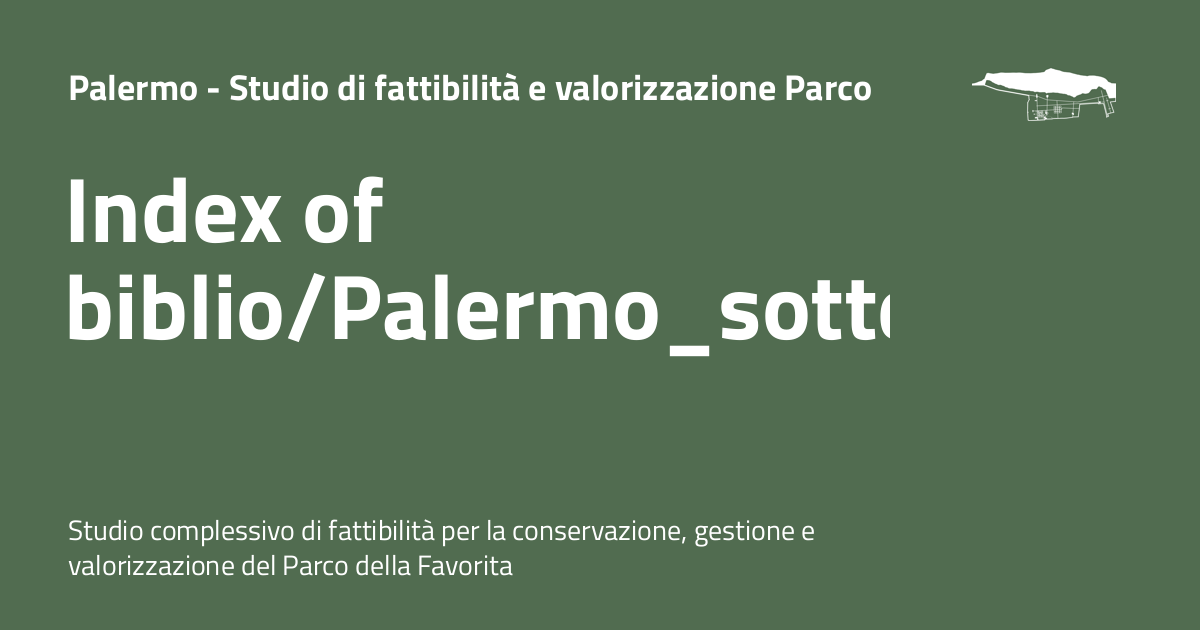 Palermo - Studio di fattibilità e valorizzazione Parco
Index of
biblio/Palermo_sott
Studio complessivo di fattibilità per la conservazione, gestione e
valorizzazione del Parco della Favorita